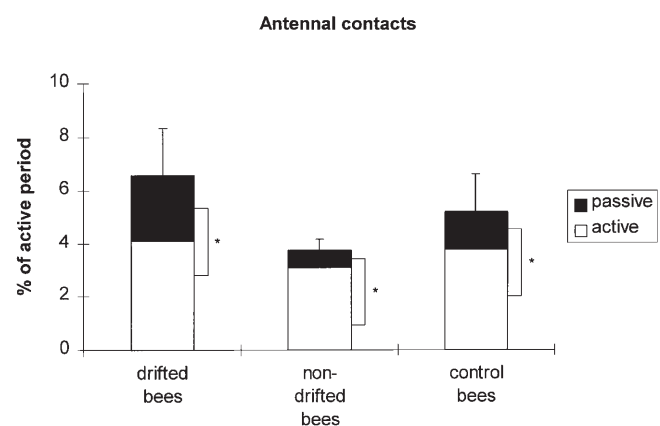 Antennal contacts
% of active period
10
8
6
4
2
0
*
*
*
passive
active
drifted
bees
non-
drifted
bees
control
bees